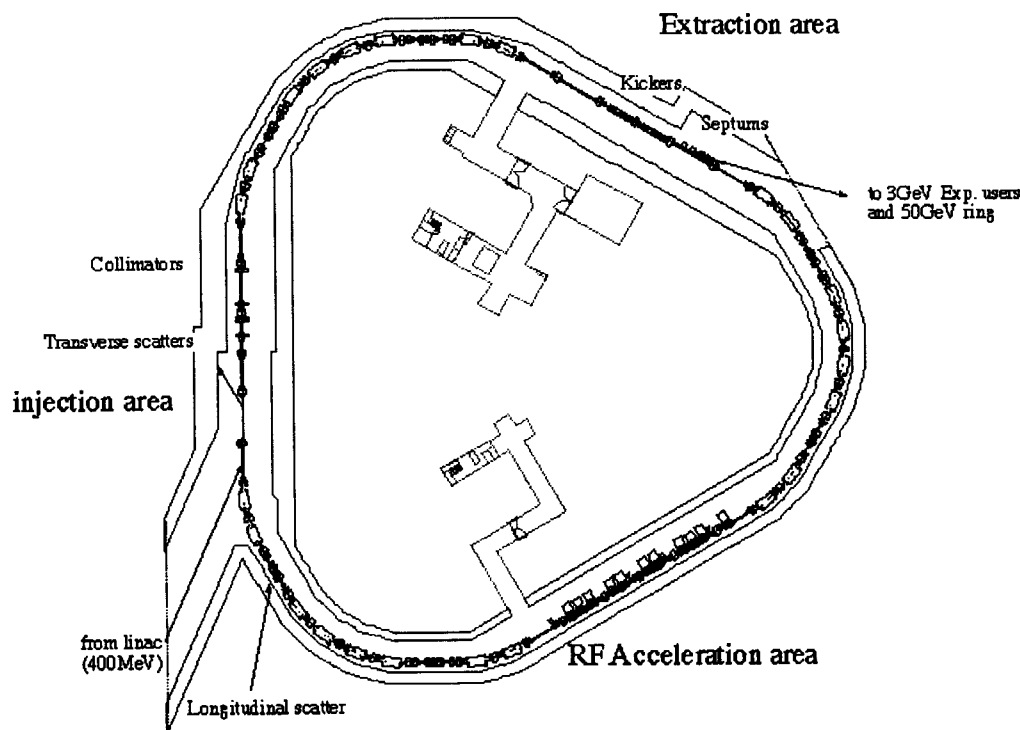 Extraction area
Kickers
Septums
to 3GeV Exp. users
and 50GeV ring
Collimators
Transverse scatters
injection area
from linac
(400MeV)
RF Acceleration area
Longitudinal scatter